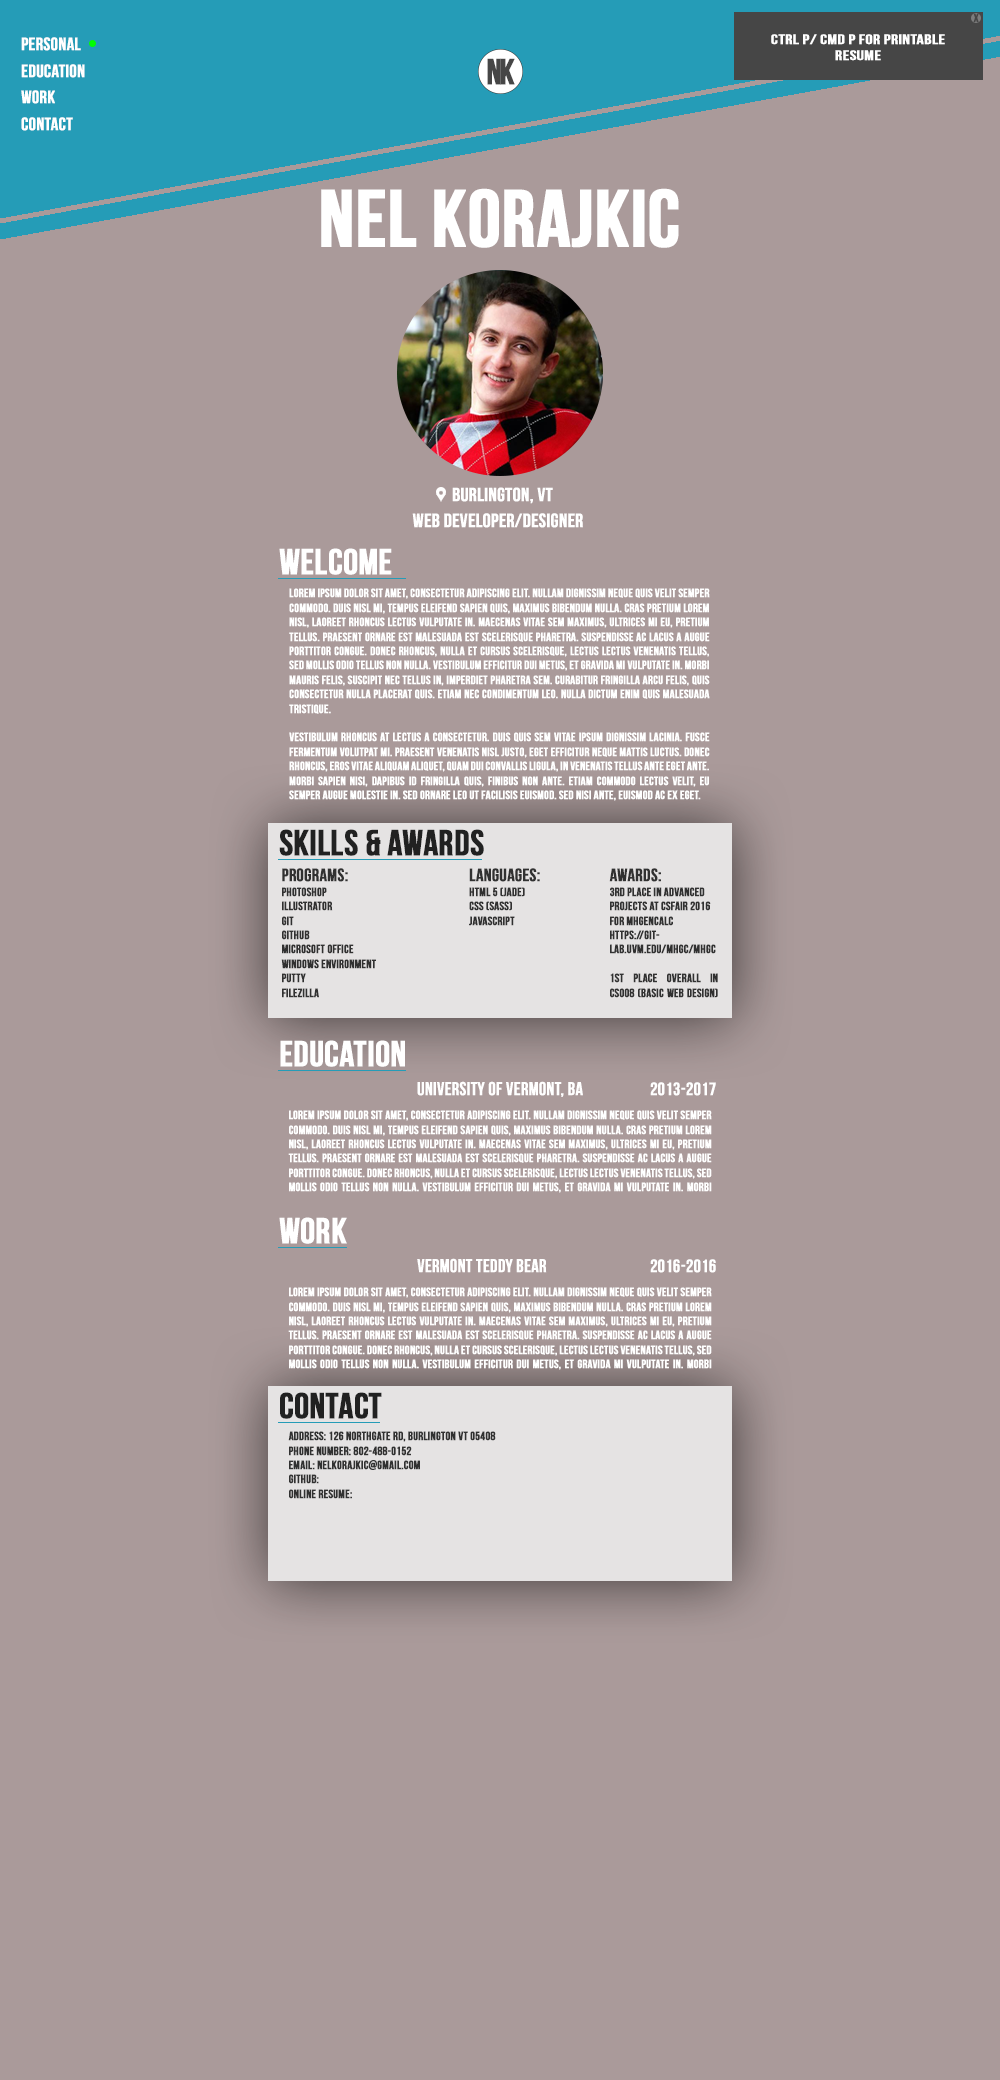 PERSONAL
EDUCATION
WORK
CONTACT
NK
X
CTRL P/ CMD P FOR PRINTABLE
RESUME
NEL KORAJKIC
BURLINGTON, VT
WEB DEVELOPER/DESIGNER
WELCOME
LOREM IPSUM DOLOR SIT AMET, CONSECTETUR ADIPISCING ELIT. NULLAM DIGNISSIM NEQUE QUIS VELIT SEMPER
COMMODO. DUIS NISL MI, TEMPUS ELEIFEND SAPIEN QUIS, MAXIMUS BIBENDUM NULLA. CRAS PRETIUM LOREM
NISL, LAOREET RHONCUS LECTUS VULPUTATE IN. MAECENAS VITAE SEM MAXIMUS, ULTRICES MI EU, PRETIUM
TELLUS. PRAESENT ORNARE EST MALESUADA EST SCELERISQUE PHARETRA. SUSPENDISSE AC LACUS A AUGUE
PORTTITOR CONGUE. DONEC RHONCUS, NULLA ET CURSUS SCELERISQUE, LECTUS LECTUS VENENATIS TELLUS,
SED MOLLIS ODIO TELLUS NON NULLA. VESTIBULUM EFFICITUR DUI METUS, ET GRAVIDA MI VULPUTATE IN. MORBI
MAURIS FELIS, SUSCIPIT NEC TELLUS IN, IMPERDIET PHARETRA SEM. CURABITUR FRINGILLA ARCU FELIS, QUIS
CONSECTETUR NULLA PLACERAT QUIS. ETIAM NEC CONDIMENTUM LEO. NULLA DICTUM ENIM QUIS MALESUADA
TRISTIQUE.
VESTIBULUM RHONCUS AT LECTUS A CONSECTETUR. DUIS QUIS SEM VITAE IPSUM DIGNISSIM LACINIA. FUSCE
FERMENTUM VOLUTPAT MI. PRAESENT VENENATIS NISL JUSTO, EGET EFFICITUR NEQUE MATTIS LUCTUS. DONEC
RHONCUS, EROS VITAE ALIQUAM ALIQUET, QUAM DUI CONVALLIS LIGULA, IN VENENATIS TELLUS ANTE EGET ANTE.
MORBI SAPIEN NISI, DAPIBUS ID FRINGILLA QUIS, FINIBUS NON ANTE. ETIAM COMMODO LECTUS VELIT, EU
SEMPER AUGUE MOLESTIE IN. SED ORNARE LEO UT FACILISIS EUISMOD. SED NISI ANTE, EUISMOD AC EX EGET.
SKILLS & AWARDS
PROGRAMS:
PHOTOSHOP
ILLUSTRATOR
GIT
GITHUB
MICROSOFT OFFICE
WINDOWS ENVIRONMENT
PUTTY
FILEZILLA
LANGUAGES:
HTML 5 (JADE)
CSS (SASS)
JAVASCRIPT
AWARDS:
3RD PLACE IN ADVANCED
PROJECTS AT CSFAIR 2016
FOR MHGENCALC
HTTPS://GIT-
LAB.UVM.EDU/MHGC/MHGC
1ST PLACE OVERALL IN
CS008 (BASIC WEB DESIGN)
EDUCATION
UNIVERSITY OF VERMONT, BA 2013-2017
LOREM IPSUM DOLOR SIT AMET, CONSECTETUR ADIPISCING ELIT. NULLAM DIGNISSIM NEQUE QUIS VELIT SEMPER
COMMODO. DUIS NISL MI, TEMPUS ELEIFEND SAPIEN QUIS, MAXIMUS BIBENDUM NULLA. CRAS PRETIUM LOREM
NISL, LAOREET RHONCUS LECTUS VULPUTATE IN. MAECENAS VITAE SEM MAXIMUS, ULTRICES MI EU, PRETIUM
TELLUS. PRAESENT ORNARE EST MALESUADA EST SCELERISQUE PHARETRA. SUSPENDISSE AC LACUS A AUGUE
PORTTITOR CONGUE. DONEC RHONCUS, NULLA ET CURSUS SCELERISQUE, LECTUS LECTUS VENENATIS TELLUS, SED
MOLLIS ODIO TELLUS NON NULLA. VESTIBULUM EFFICITUR DUI METUS, ET GRAVIDA MI VULPUTATE IN. MORBI
WORK
VERMONT TEDDY BEAR 2016-2016
LOREM IPSUM DOLOR SIT AMET, CONSECTETUR ADIPISCING ELIT. NULLAM DIGNISSIM NEQUE QUIS VELIT SEMPER
COMMODO. DUIS NISL MI, TEMPUS ELEIFEND SAPIEN QUIS, MAXIMUS BIBENDUM NULLA. CRAS PRETIUM LOREM
NISL, LAOREET RHONCUS LECTUS VULPUTATE IN. MAECENAS VITAE SEM MAXIMUS, ULTRICES MI EU, PRETIUM
TELLUS. PRAESENT ORNARE EST MALESUADA EST SCELERISQUE PHARETRA. SUSPENDISSE AC LACUS A AUGUE
PORTTITOR CONGUE. DONEC RHONCUS, NULLA ET CURSUS SCELERISQUE, LECTUS LECTUS VENENATIS TELLUS, SED
MOLLIS ODIO TELLUS NON NULLA. VESTIBULUM EFFICITUR DUI METUS, ET GRAVIDA MI VULPUTATE IN. MORBI
CONTACT
ADDRESS: 126 NORTHGATE RD, BURLINGTON VT 05408
PHONE NUMBER: 802-488-0152
EMAIL: NELKORAJKIC@GMAIL.COM
GITHUB:
ONLINE RESUME: